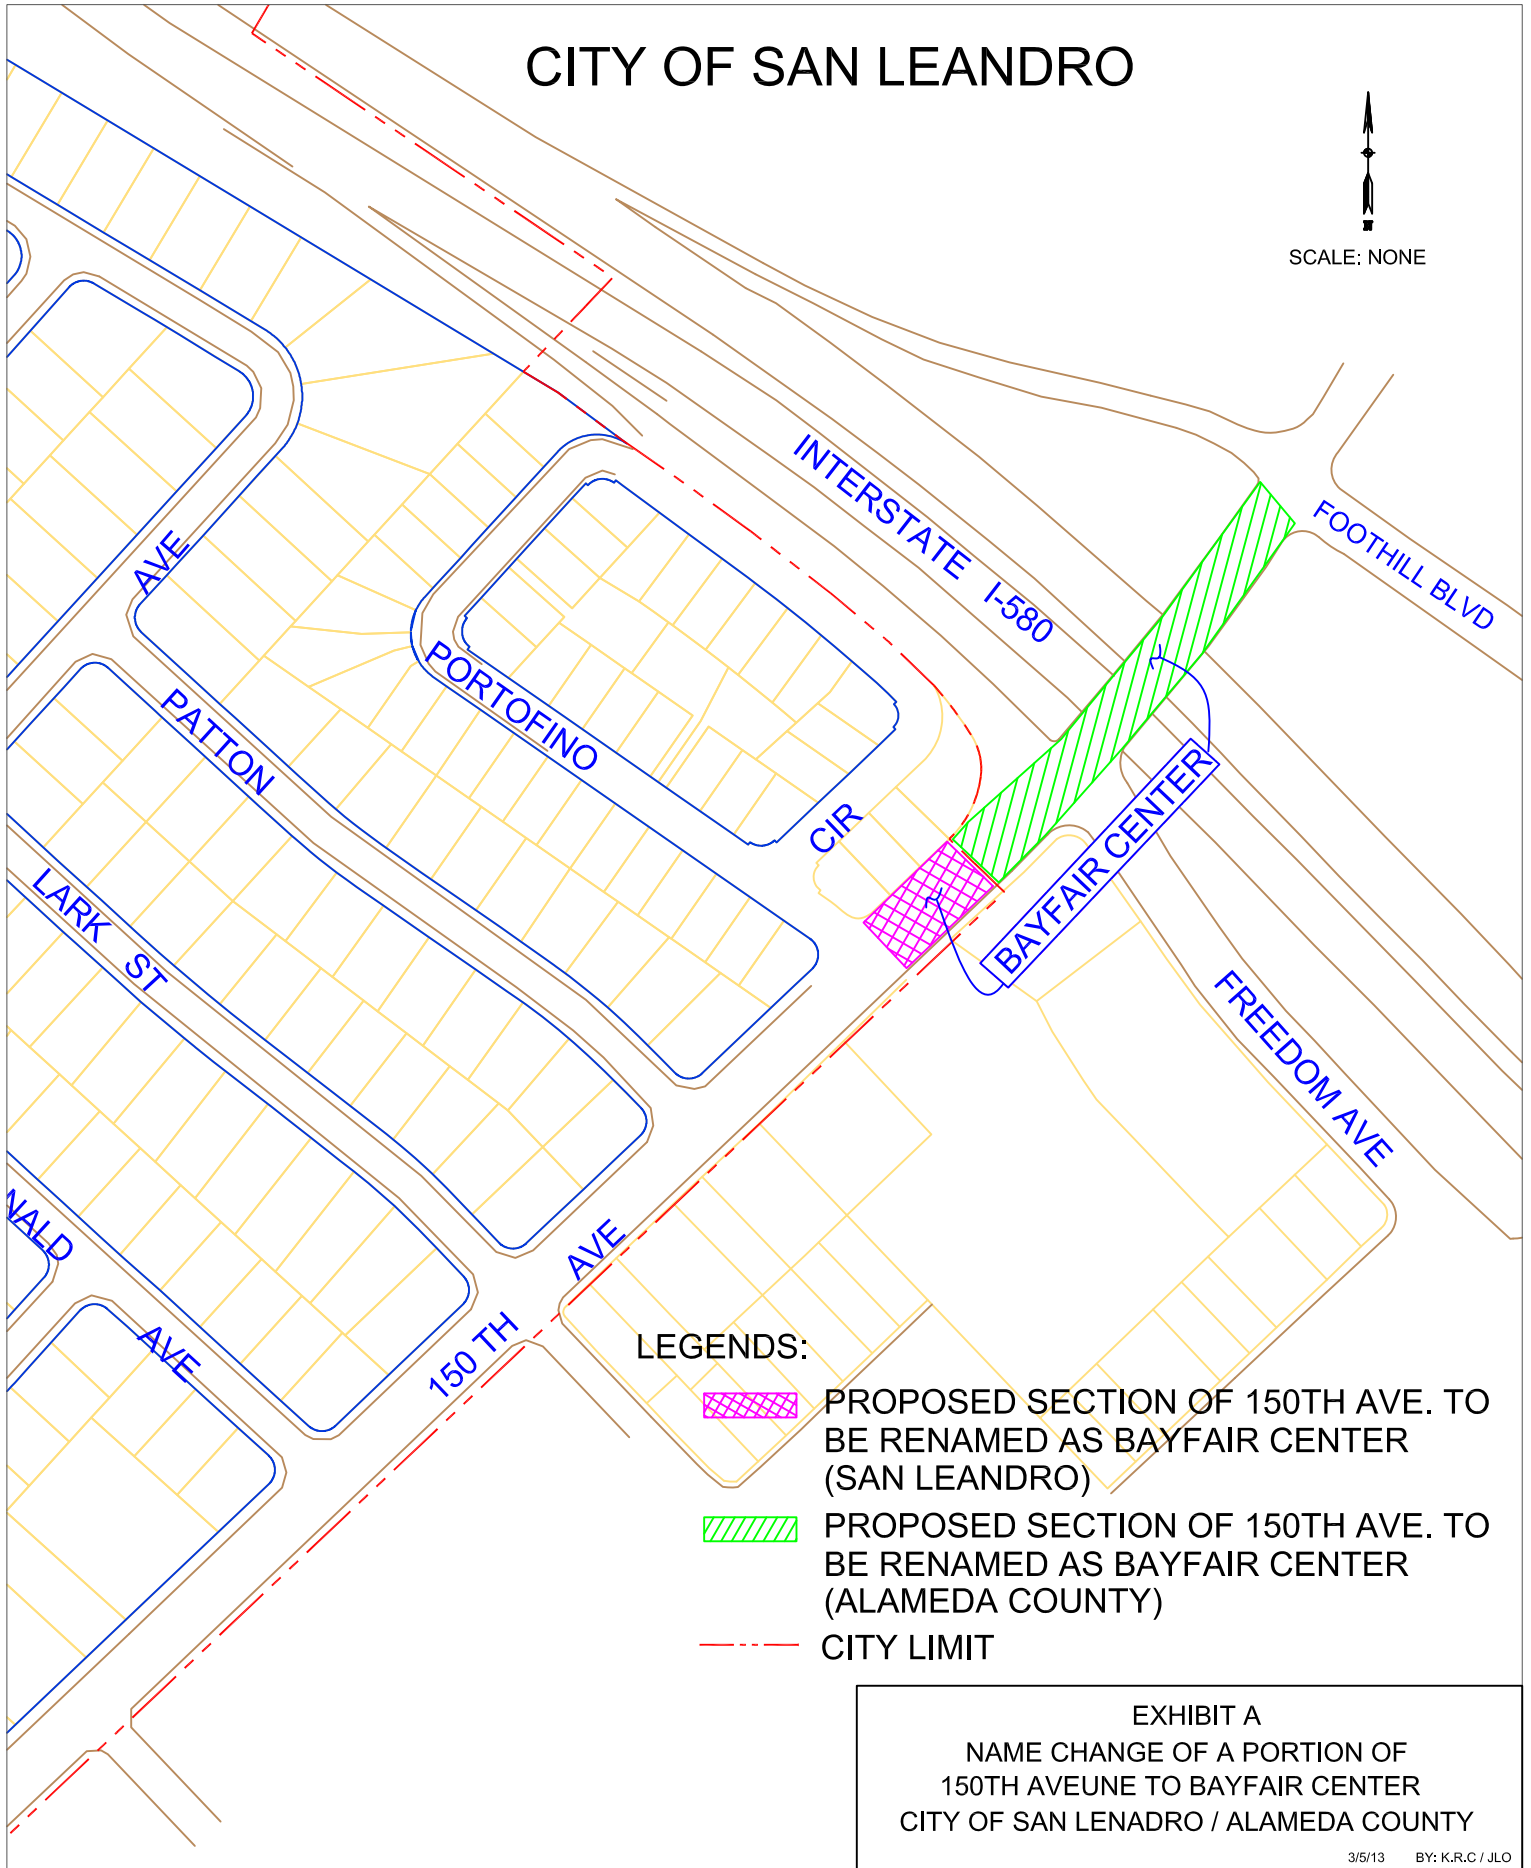 CITY OF SAN LEANDRO
SCALE: NONE
INTERSTATE I-580
FOOTHILL BLVD
AVE
PORTOFINO
PATTON
CIR
BAYFAIR CENTER
LARK ST
FREEDOM AVE
NALD
AVE
AVE
150 TH
LEGENDS:
PROPOSED SECTION OF 150TH AVE. TO
BE RENAMED AS BAYFAIR CENTER
(SAN LEANDRO)
PROPOSED SECTION OF 150TH AVE. TO
BE RENAMED AS BAYFAIR CENTER
(ALAMEDA COUNTY)
CITY LIMIT
EXHIBIT A
NAME CHANGE OF A PORTION OF
150TH AVEUNE TO BAYFAIR CENTER
CITY OF SAN LENADRO / ALAMEDA COUNTY
3/5/13 BY: K.R.C / JLO